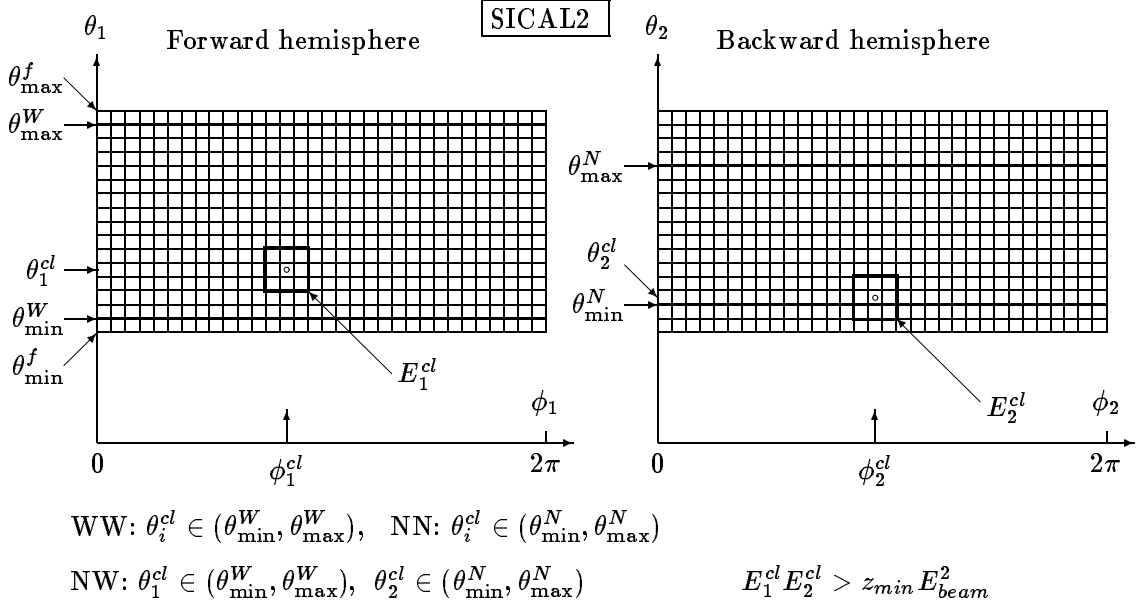 SICAL2
θ₁ Forward hemisphere
θ^f_max
θ^W_max
θ^cl_1
θ^W_min
θ^f_min
E^cl_1
ϕ₁
0 ϕ^cl_1 2π
θ₂ Backward hemisphere
θ^N_max
θ^cl_2
θ^N_min
E^cl_2
ϕ₂
0 ϕ^cl_2 2π
WW: θ^cl_i ∈ (θ^W_min, θ^W_max), NN: θ^cl_i ∈ (θ^N_min, θ^N_max)
NW: θ^cl_1 ∈ (θ^W_min, θ^W_max), θ^cl_2 ∈ (θ^N_min, θ^N_max) E^cl_1 E^cl_2 > z_min E^2_beam